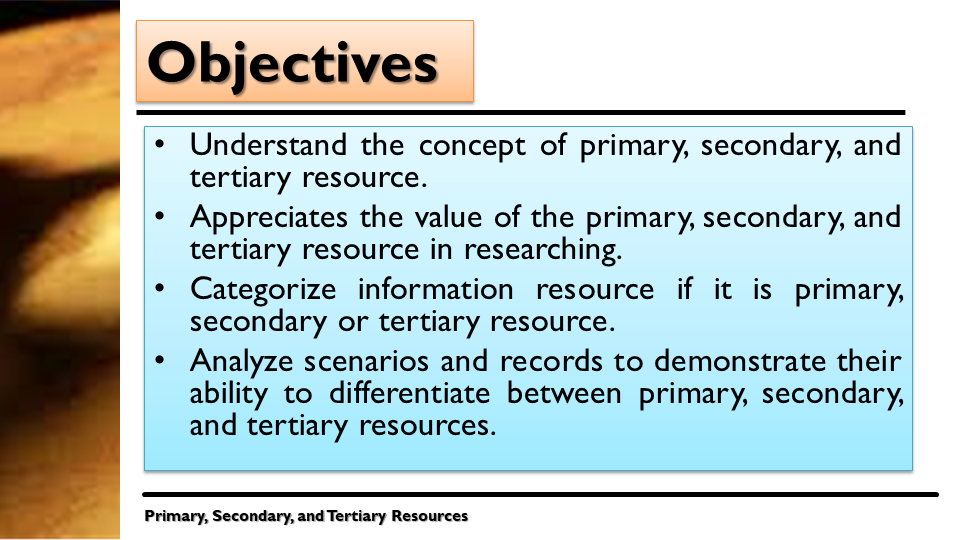 Objectives
• Understand the concept of primary, secondary, and
tertiary resource.
• Appreciates the value of the primary, secondary, and
tertiary resource in researching.
• Categorize information resource if it is primary,
secondary or tertiary resource.
• Analyze scenarios and records to demonstrate their
ability to differentiate between primary, secondary,
and tertiary resources.
Primary, Secondary, and Tertiary Resources